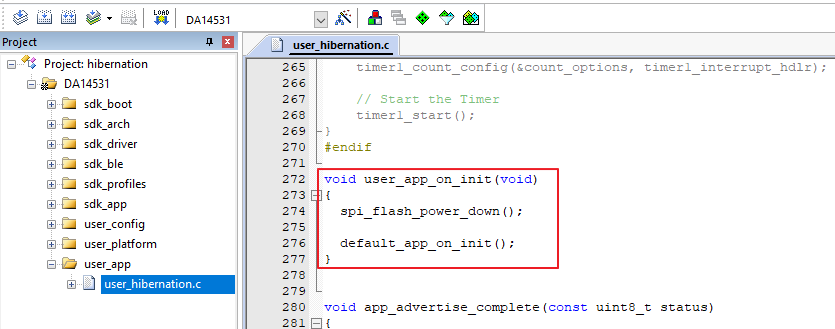 LOAD
DA14531
Project
Project: hibernation
DA14531
sdk_boot
sdk_arch
sdk_driver
sdk_ble
sdk_profiles
sdk_app
user_config
user_platform
user_app
user_hibernation.c
user_hibernation.c
265 timer1_count_config(&count_options, timer1_interrupt_hdlr);
266
267 // Start the Timer
268 timer1_start();
269 }
270 #endif
271
272 void user_app_on_init(void)
273 {
274 spi_flash_power_down();
275
276 default_app_on_init();
277 }
278
279
280 void app_advertise_complete(const uint8_t status)
281 {